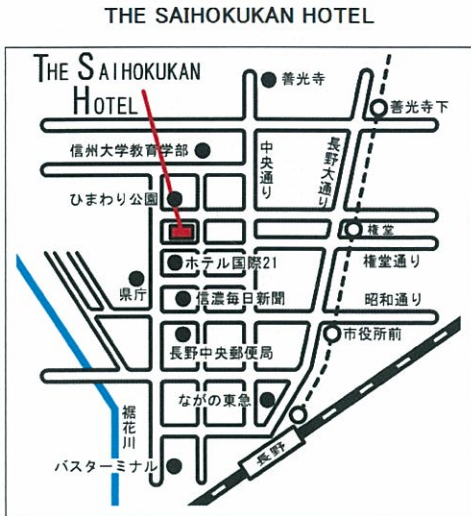 THE SAIHOKUKAN HOTEL
THE SAIHOKUKAN
HOTEL
善光寺
善光寺下
信州大学教育学部
中央通り
長野大通り
ひまわり公園
権堂
ホテル国際21
権堂通り
県庁
信濃毎日新聞
昭和通り
長野中央郵便局
市役所前
ながの東急
裾花川
長野
バスターミナル